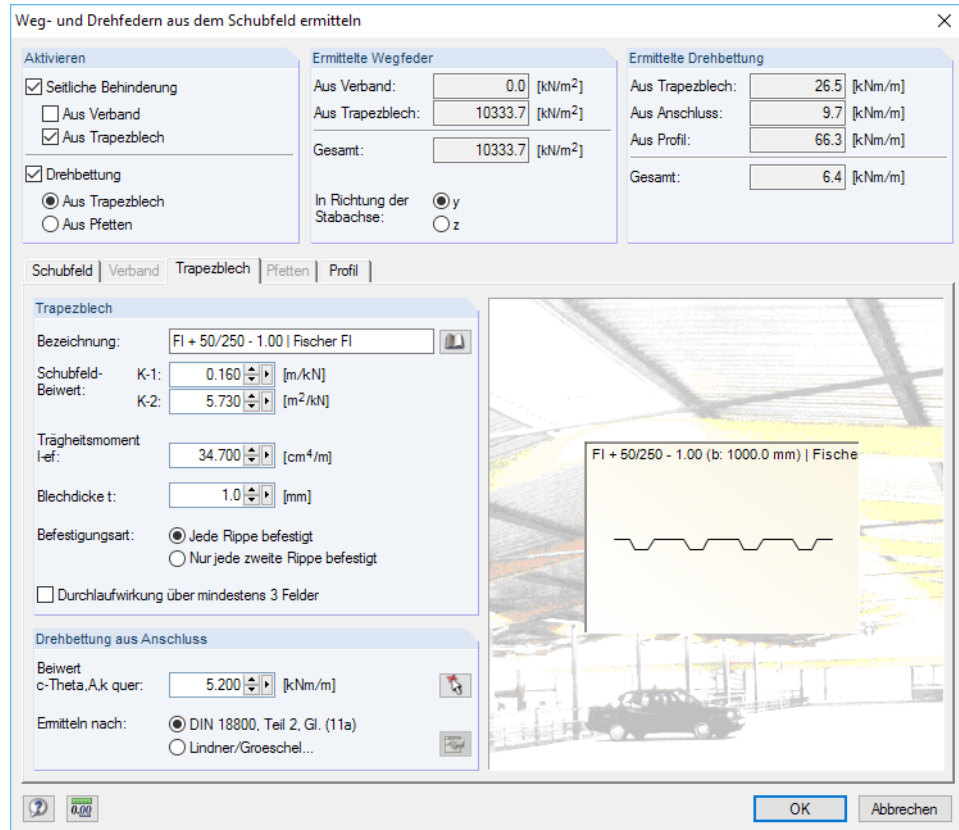 Weg- und Drehfedern aus dem Schubfeld ermitteln
Aktivieren
Seitliche Behinderung
Aus Verband
Aus Trapezblech
Drehbettung
Aus Trapezblech
Aus Pfetten
Ermittelte Wegfeder
Aus Verband: 0.0 [kN/m²]
Aus Trapezblech: 10333.7 [kN/m²]
Gesamt: 10333.7 [kN/m²]
In Richtung der
Stabachse:
y
z
Ermittelte Drehbettung
Aus Trapezblech: 26.5 [kNm/m]
Aus Anschluss: 9.7 [kNm/m]
Aus Profil: 66.3 [kNm/m]
Gesamt: 6.4 [kNm/m]
Schubfeld Verband Trapezblech Pfetten Profil
Trapezblech
Bezeichnung: FI + 50/250 - 1.00 | Fischer FI
Schubfeld-
Beiwert:
K-1: 0.160 [m/kN]
K-2: 5.730 [m²/kN]
Trägheitsmoment
I-ef: 34.700 [cm⁴/m]
Blechdicke t: 1.0 [mm]
Befestigungsart: Jede Rippe befestigt
Nur jede zweite Rippe befestigt
Durchlaufwirkung über mindestens 3 Felder
Drehbettung aus Anschluss
Beiwert
c-Theta,A,k quer: 5.200 [kNm/m]
Ermitteln nach: DIN 18800, Teil 2, Gl. (11a)
Lindner/Groeschel...
FI + 50/250 - 1.00 (b: 1000.0 mm) | Fische
0.00
OK Abbrechen